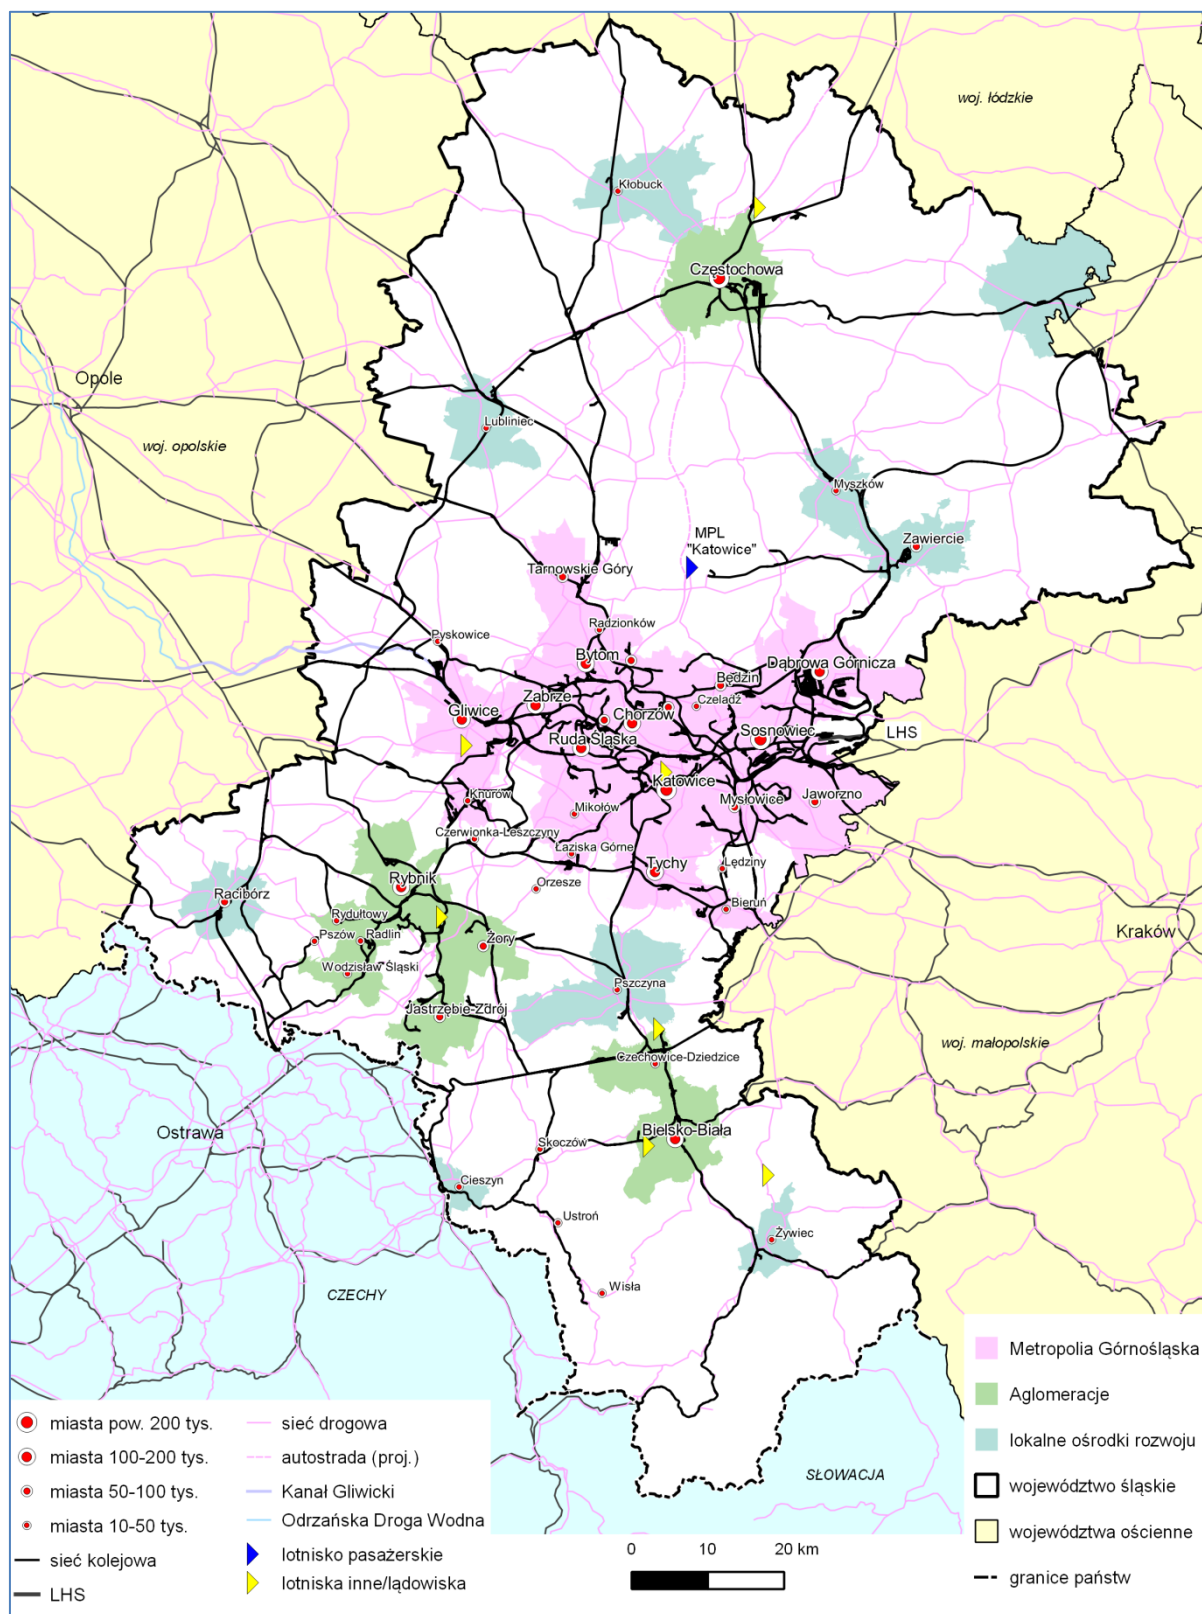 woj. łódzkie
Kłobuck
Częstochowa
Opole
woj. opolskie
Lubliniec
Myszków
Zawiercie
MPL
"Katowice"
Tarnowskie Góry
Radzionków
Pyskowice
Bytom
Będzin
Dąbrowa Górnicza
Zabrze
Czeladź
Gliwice
Chorzów
Ruda Śląska
Sosnowiec
LHS
Katowice
Knurów
Mikołów
Mysłowice
Jaworzno
Czerwionka-Leszczyny
Łaziska Górne
Tychy
Lędziny
Rybnik
Orzesze
Racibórz
Bieruń
Rydułtowy
Pszów
Radlin
Żory
Kraków
Wodzisław Śląski
Pszczyna
Jastrzębie-Zdrój
woj. małopolskie
Czechowice-Dziedzice
Ostrawa
Bielsko-Biała
Skoczów
Cieszyn
Ustroń
Żywiec
Wisła
CZECHY
SŁOWACJA
miasta pow. 200 tys.
miasta 100-200 tys.
miasta 50-100 tys.
miasta 10-50 tys.
sieć kolejowa
LHS
sieć drogowa
autostrada (proj.)
Kanał Gliwicki
Odrzańska Droga Wodna
lotnisko pasażerskie
lotniska inne/lądowiska
0 10 20 km
Metropolia Górnośląska
Aglomeracje
lokalne ośrodki rozwoju
województwo śląskie
województwa ościenne
granice państw